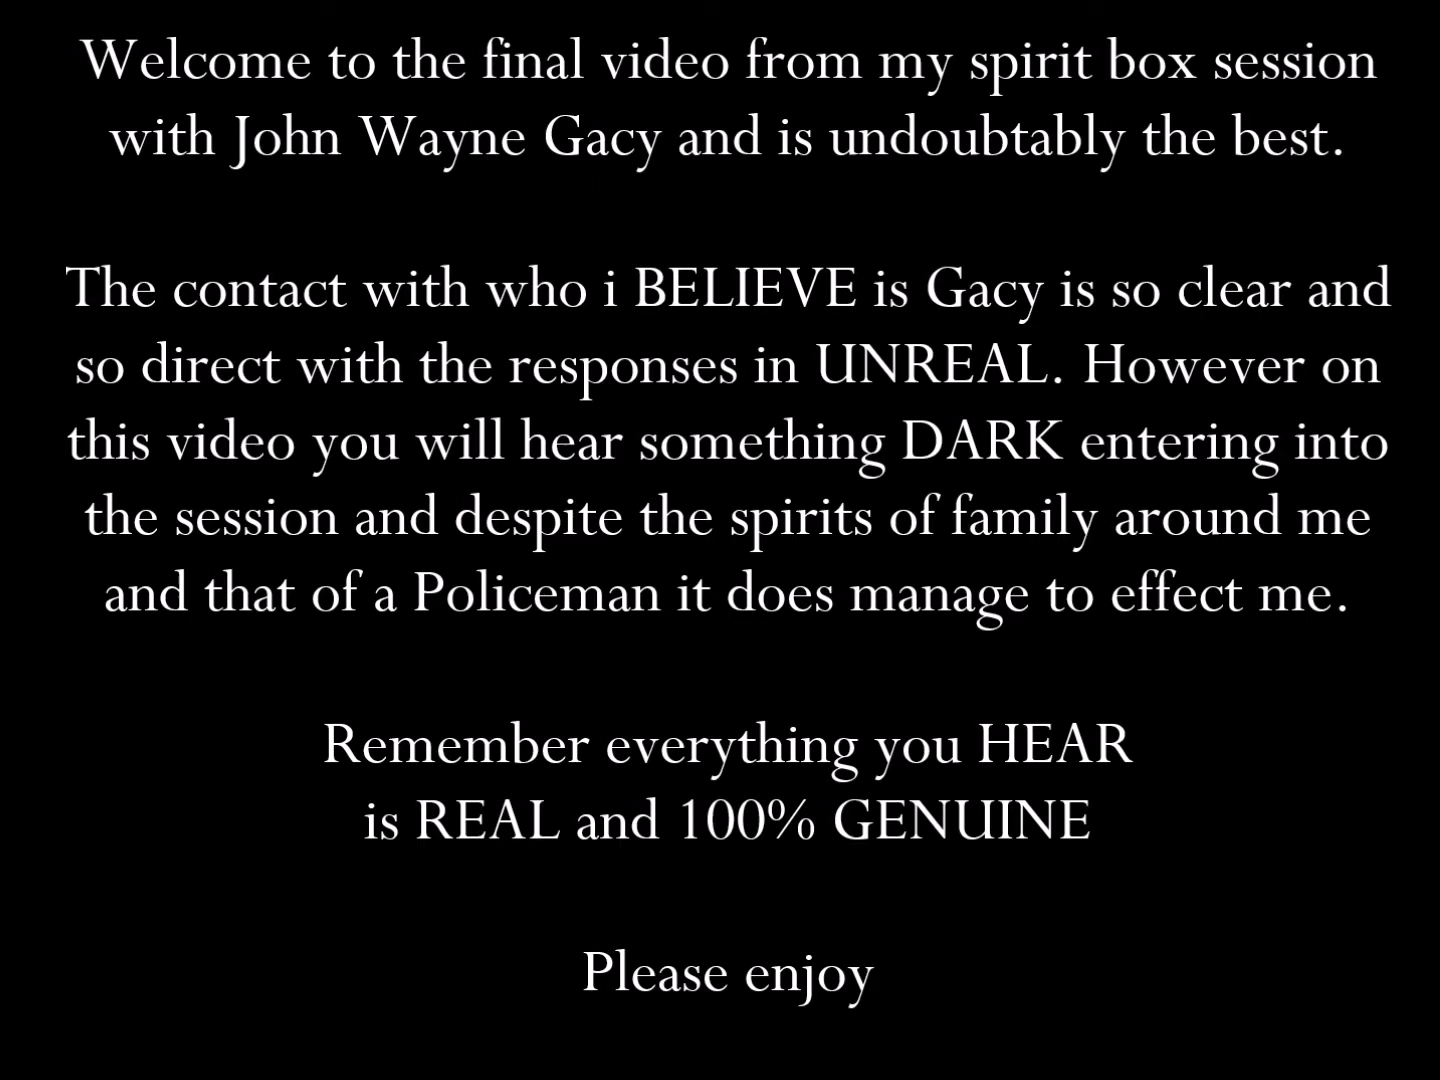 Welcome to the final video from my spirit box session
with John Wayne Gacy and is undoubtably the best.
The contact with who i BELIEVE is Gacy is so clear and
so direct with the responses in UNREAL. However on
this video you will hear something DARK entering into
the session and despite the spirits of family around me
and that of a Policeman it does manage to effect me.
Remember everything you HEAR
is REAL and 100% GENUINE
Please enjoy